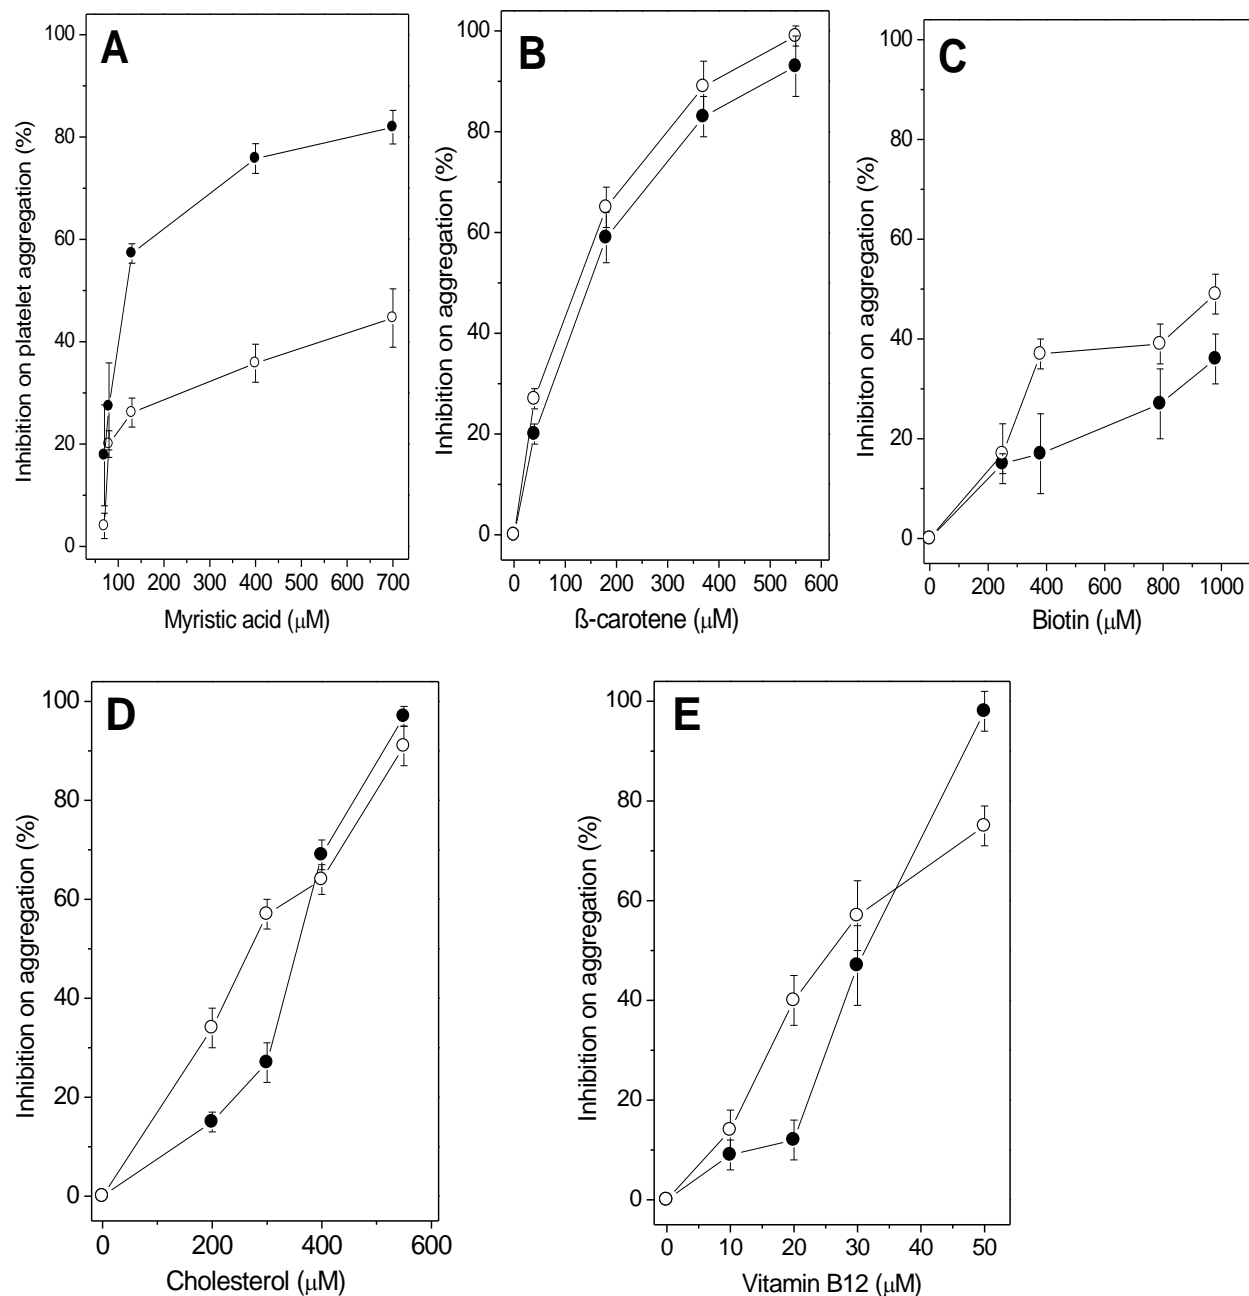 A
Inhibition on platelet aggregation (%)
100
80
60
40
20
0
100 200 300 400 500 600 700
Myristic acid (μM)
B
Inhibition on aggregation (%)
100
80
60
40
20
0
0 100 200 300 400 500 600
ß-carotene (μM)
C
Inhibiton on aggregation (%)
100
80
60
40
20
0
0 200 400 600 800 1000
Biotin (μM)
D
Inhibition on aggregation (%)
100
80
60
40
20
0
0 200 400 600
Cholesterol (μM)
E
Inhibition on aggregation (%)
100
80
60
40
20
0
0 10 20 30 40 50
Vitamin B12 (μM)